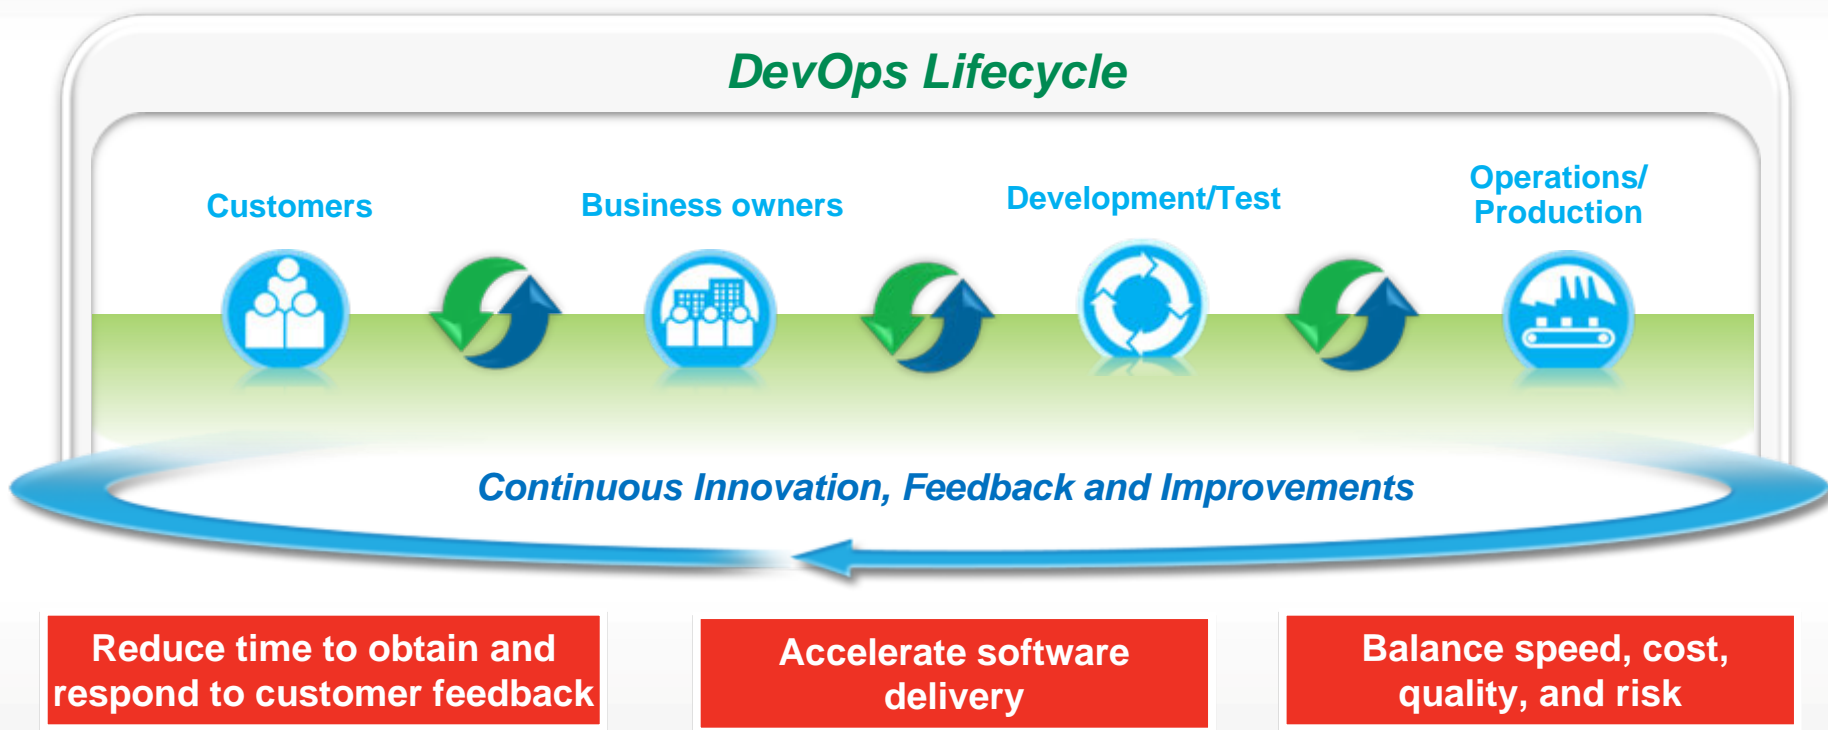 DevOps Lifecycle
Customers
Business owners
Development/Test
Operations/
Production
Continuous Innovation, Feedback and Improvements
Reduce time to obtain and
respond to customer feedback
Accelerate software
delivery
Balance speed, cost,
quality, and risk